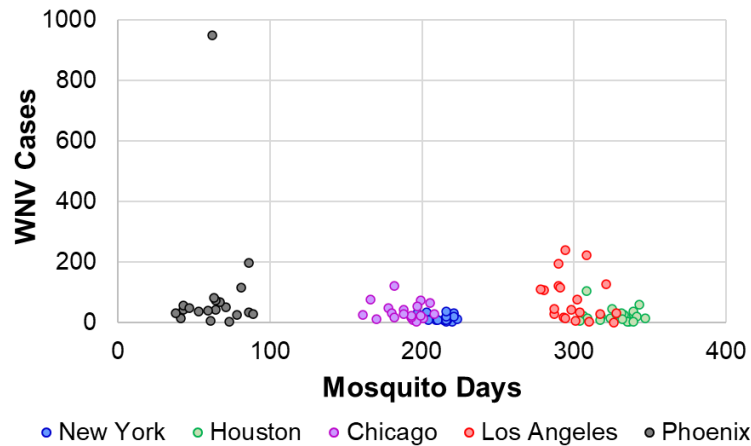 1000
800
600
400
200
0
WNV Cases
0 100 200 300 400
Mosquito Days
New York Houston Chicago Los Angeles Phoenix